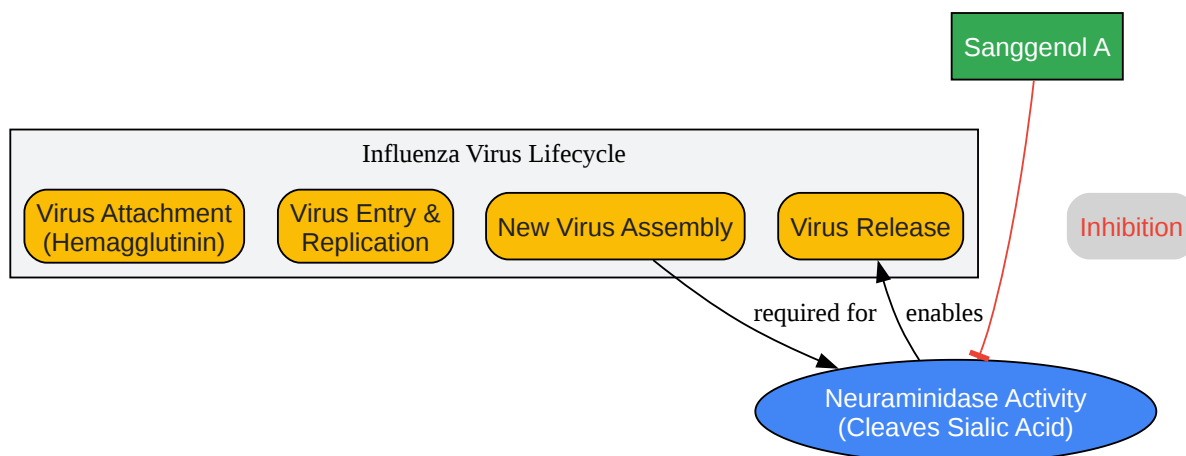 Sanggenol A
Influenza Virus Lifecycle
Virus Attachment
(Hemagglutinin)
Virus Entry &
Replication
New Virus Assembly
Virus Release
Inhibition
required for
enables
Neuraminidase Activity
(Cleaves Sialic Acid)